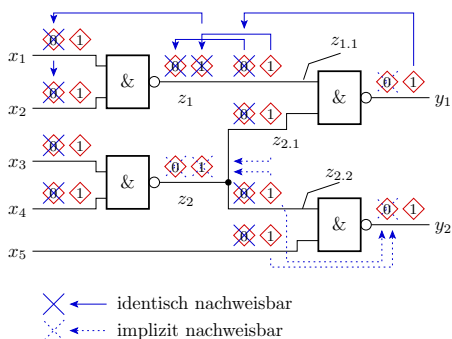 0 1 z1.1
x1 0 1 0 1 0 1
& & 0 1
x2 0 1 z1 y1
0 1
x3 0 1 z2.1
& 0 1
x4 0 1 z2 0 1 z2.2
& 0 1
x5 0 1 y2
identisch nachweisbar
implizit nachweisbar